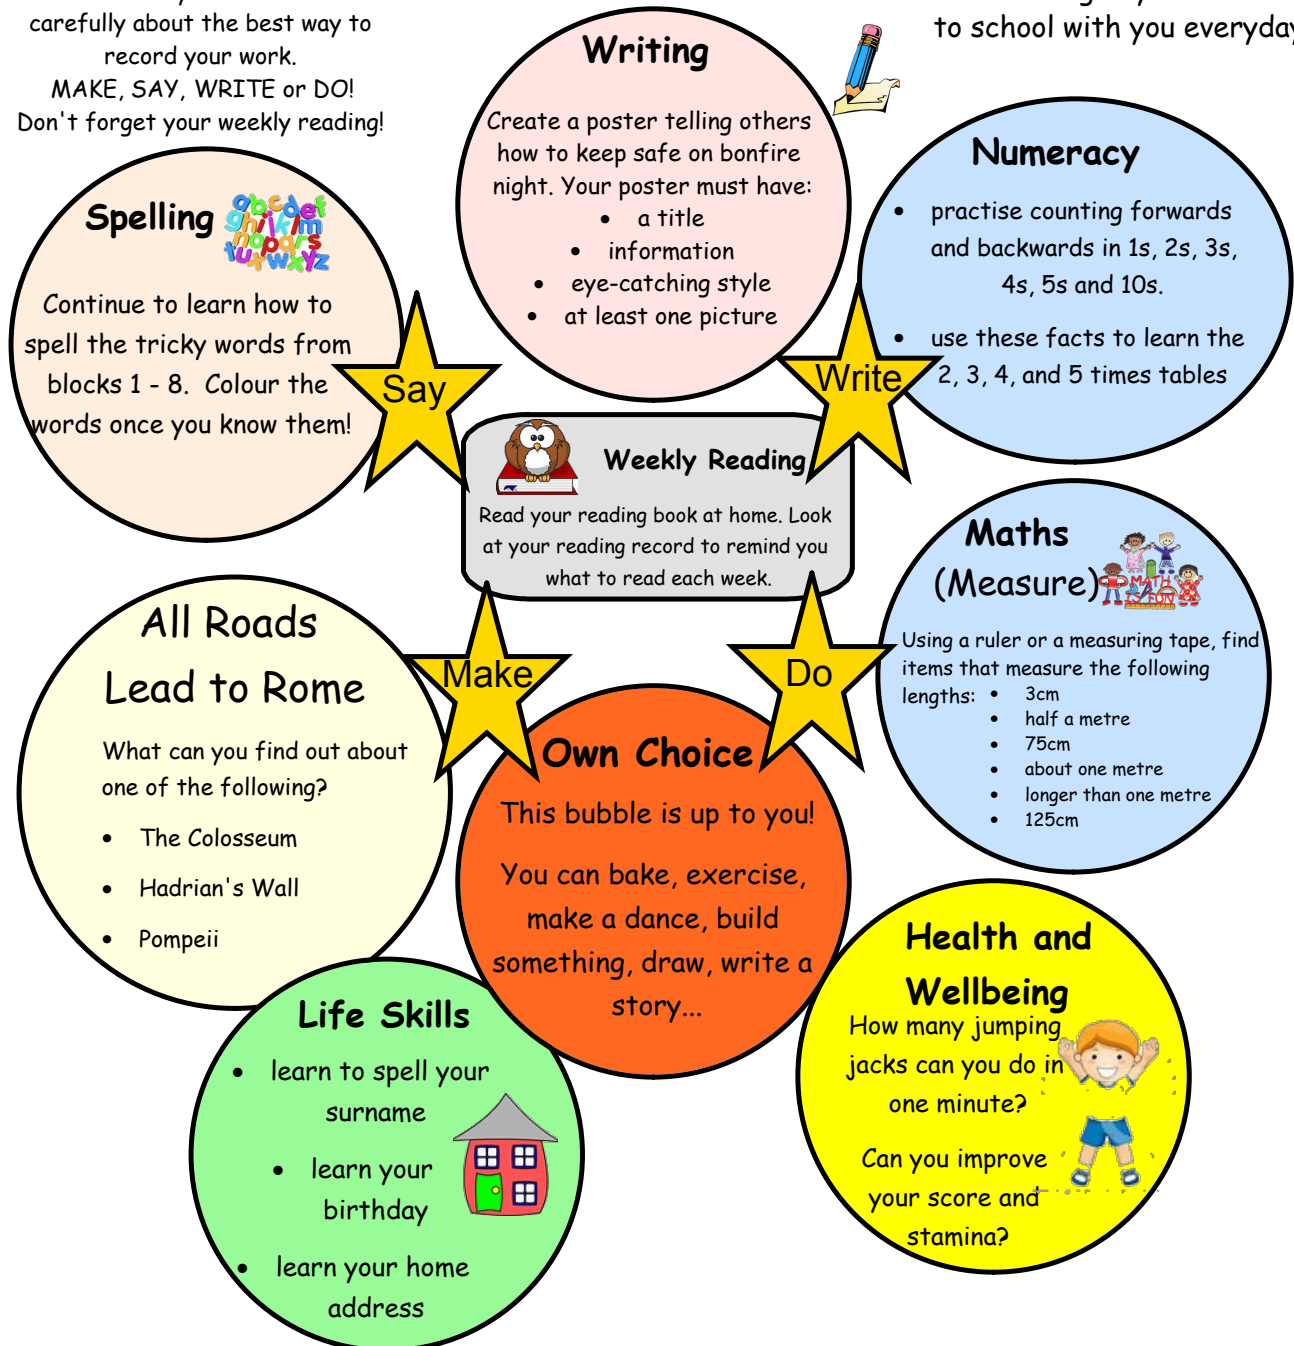 carefully about the best way to
record your work.
MAKE, SAY, WRITE or DO!
Don't forget your weekly reading!
to school with you everyday
Writing
Create a poster telling others
how to keep safe on bonfire
night. Your poster must have:
• a title
• information
• eye-catching style
• at least one picture
Numeracy
• practise counting forwards
and backwards in 1s, 2s, 3s,
4s, 5s and 10s.
• use these facts to learn the
2, 3, 4, and 5 times tables
Spelling
abcdef
ghijklm
nopqrs
tuvwxyz
Continue to learn how to
spell the tricky words from
blocks 1 - 8. Colour the
words once you know them!
Say
Write
Weekly Reading
Read your reading book at home. Look
at your reading record to remind you
what to read each week.
Make
Do
Maths
(Measure)
MATH
IS FUN
Using a ruler or a measuring tape, find
items that measure the following
lengths:
• 3cm
• half a metre
• 75cm
• about one metre
• longer than one metre
• 125cm
All Roads
Lead to Rome
What can you find out about
one of the following?
• The Colosseum
• Hadrian's Wall
• Pompeii
Own Choice
This bubble is up to you!
You can bake, exercise,
make a dance, build
something, draw, write a
story...
Health and
Wellbeing
How many jumping
jacks can you do in
one minute?
Can you improve
your score and
stamina?
Life Skills
• learn to spell your
surname
• learn your
birthday
• learn your home
address